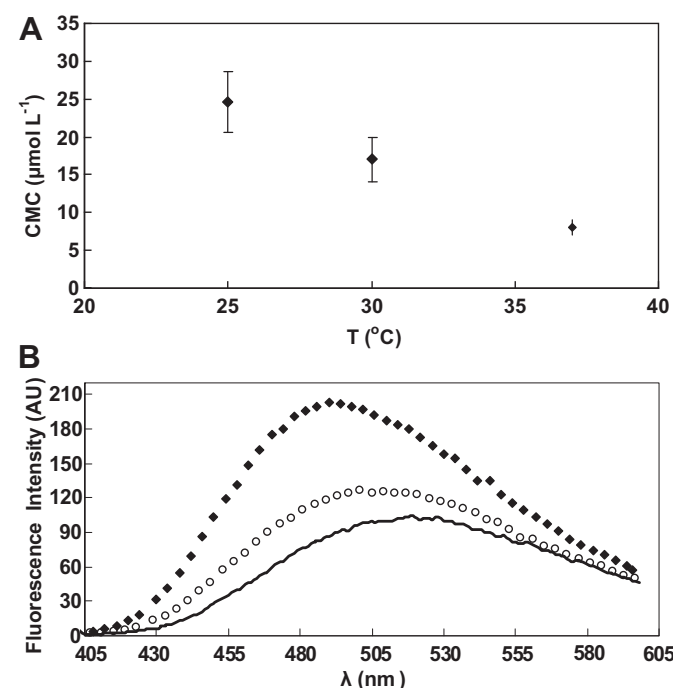 A
35
30
25
20
15
10
5
0
CMC (µmol L⁻¹)
20 25 30 35 40
T (°C)
B
210
180
150
120
90
60
30
0
Fluorescence Intensity (AU)
405 430 455 480 505 530 555 580 605
λ (nm)